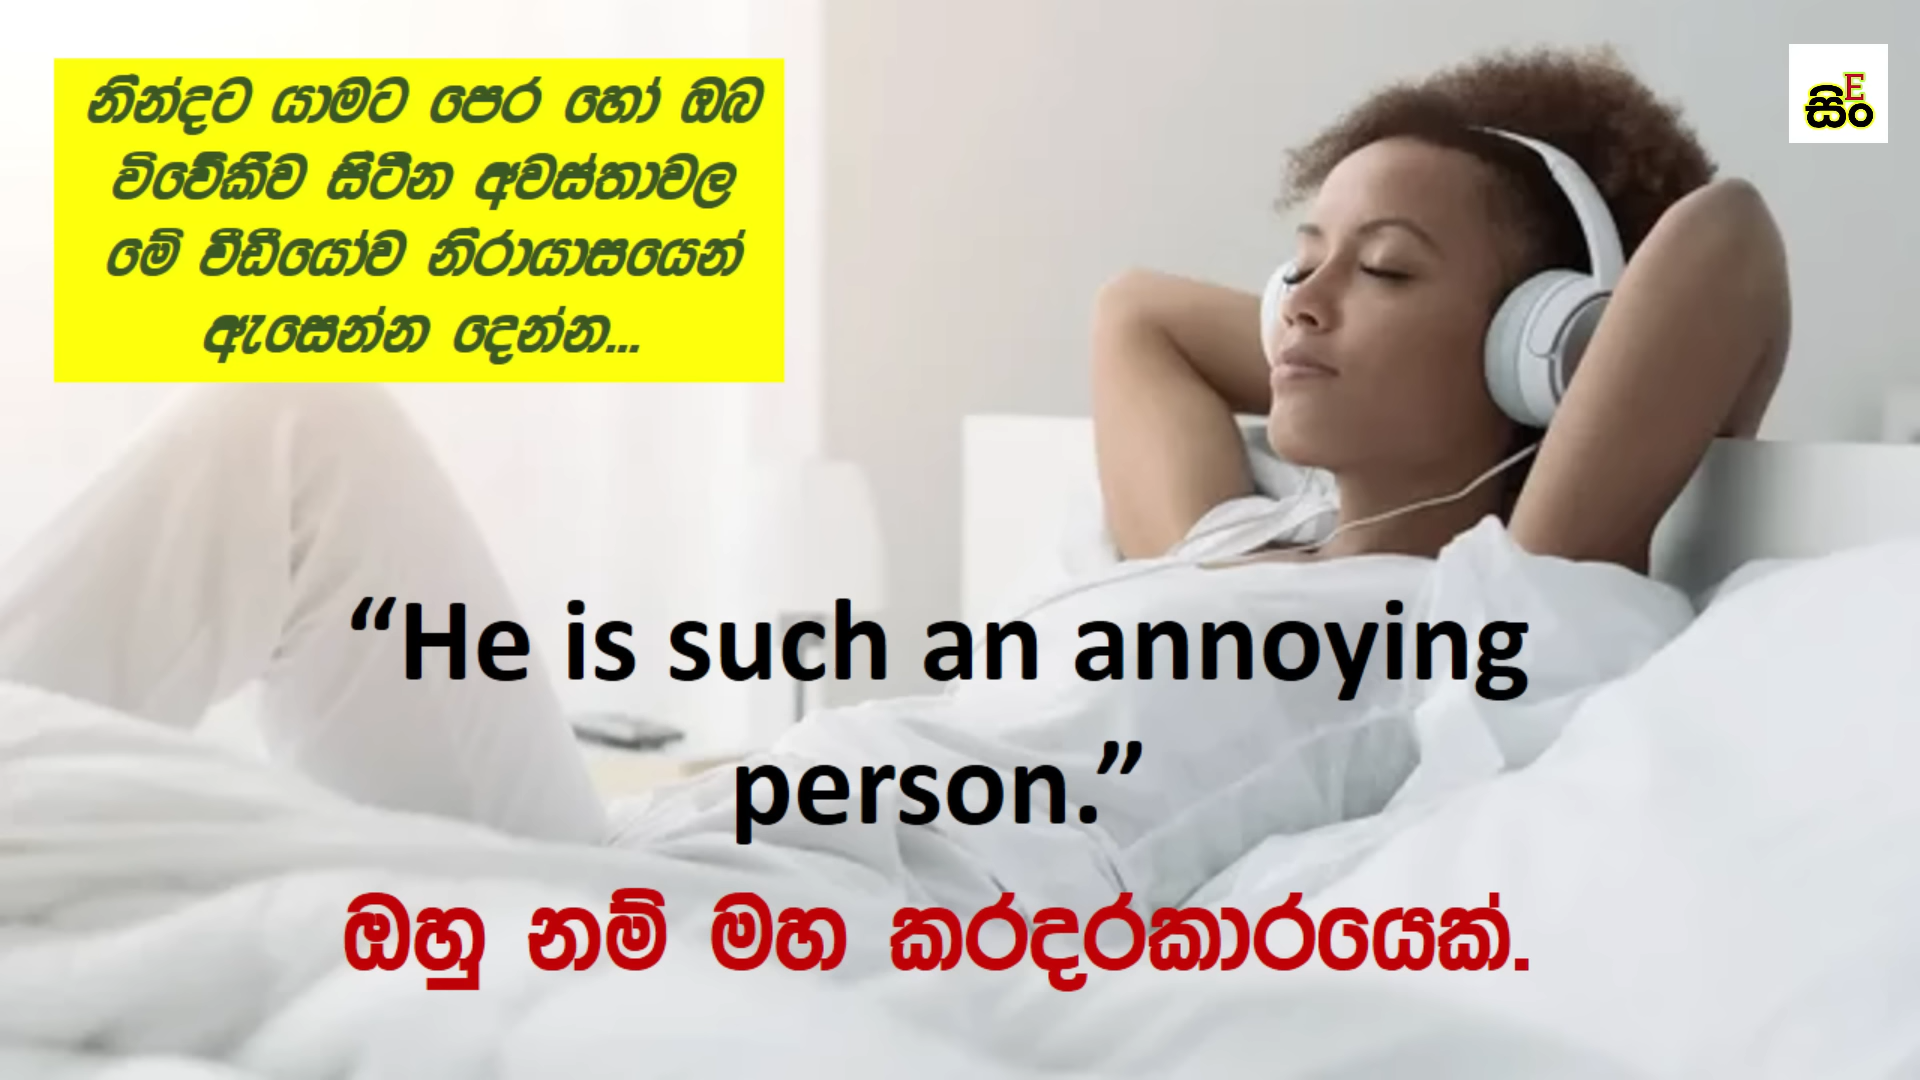 නින්දට යාමට පෙර හෝ ඔබ
විවේකීව සිටින අවස්තාවල
මේ වීඩීයෝව නිරායාසයෙන්
ඇසෙන්න දෙන්න...
E
සිං
“He is such an annoying
person.”
ඔහු නම් මහ කරදරකාරයෙක්.